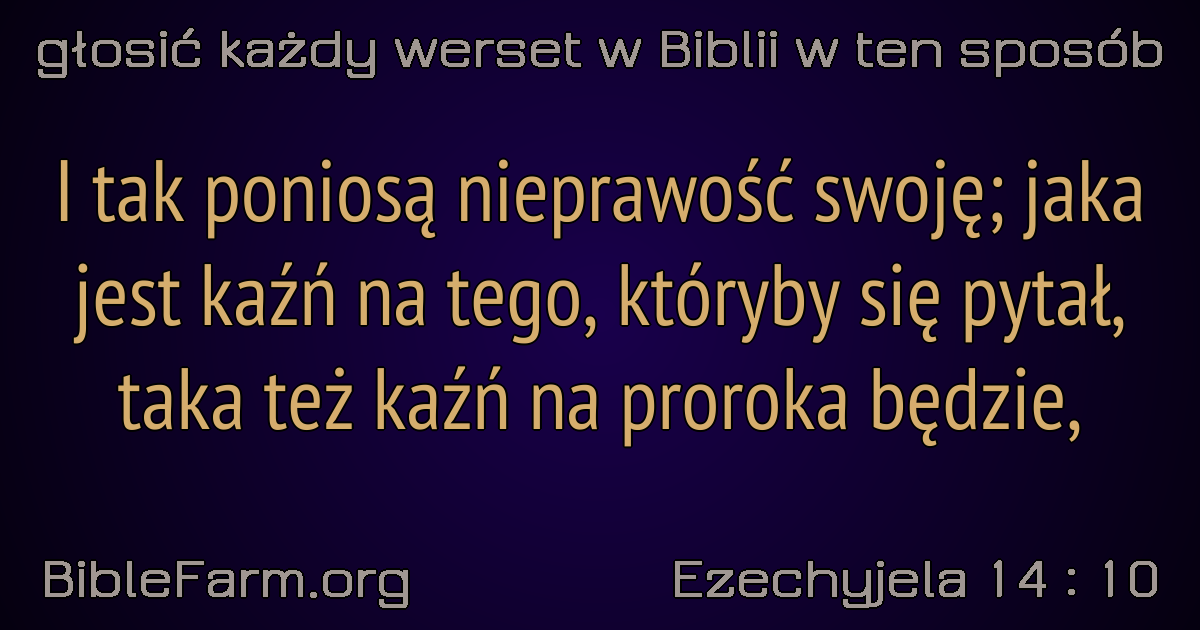 głosić każdy werset w Biblii w ten sposób
I tak poniosą nieprawość swoję; jaka
jest kaźń na tego, któryby się pytał,
taka też kaźń na proroka będzie,
BibleFarm.org
Ezechyjela 14 : 10